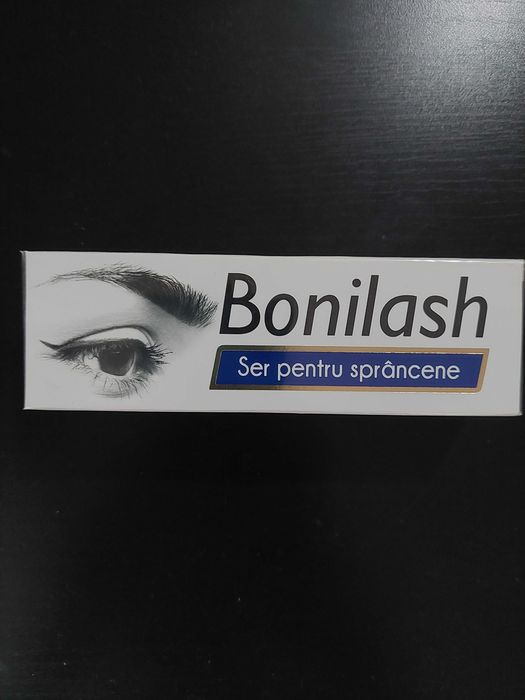 Bonilash
Ser pentru sprâncene